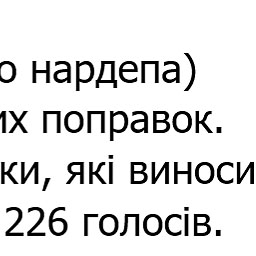 о нардепа)
их поправок.
ки, які виноси
226 голосів.